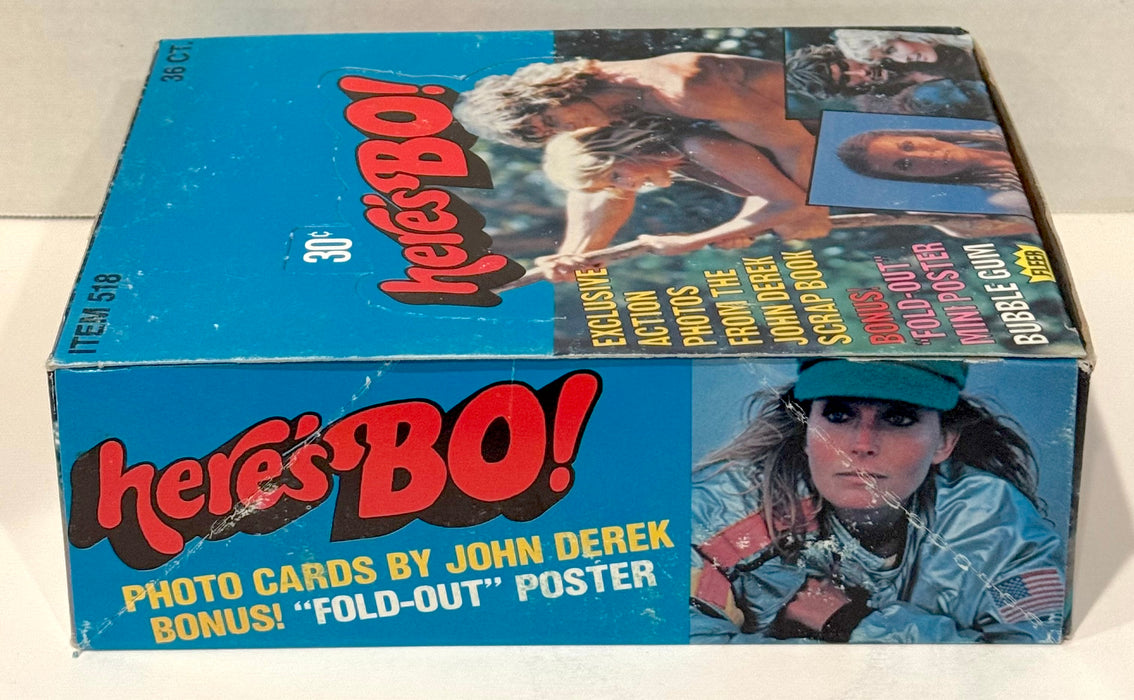 36 CT.
ITEM 518
30¢
here's BO!
EXCLUSIVE
ACTION
PHOTOS
FROM THE
JOHN DEREK
SCRAP BOOK
BONUS!
"FOLD-OUT"
MINI POSTER
BUBBLE GUM
FLEER
here's BO!
PHOTO CARDS BY JOHN DEREK
BONUS! "FOLD-OUT" POSTER